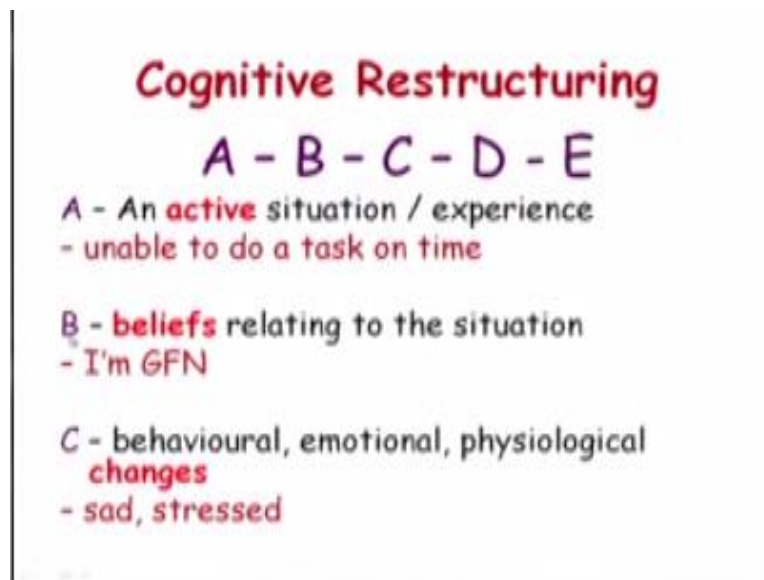 Cognitive Restructuring
A - B - C - D - E
A - An active situation / experience
- unable to do a task on time
B - beliefs relating to the situation
- I'm GFN
C - behavioural, emotional, physiological
changes
- sad, stressed